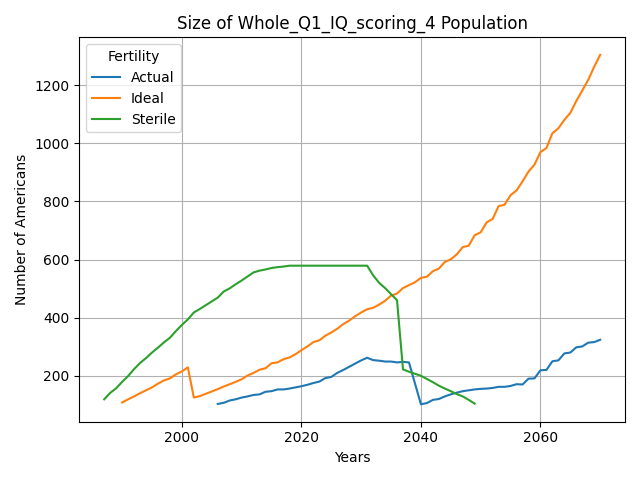 Size of Whole_Q1_IQ_scoring_4 Population
Fertility
Actual
Ideal
Sterile
Number of Americans
1200
1000
800
600
400
200
2000
2020
2040
2060
Years